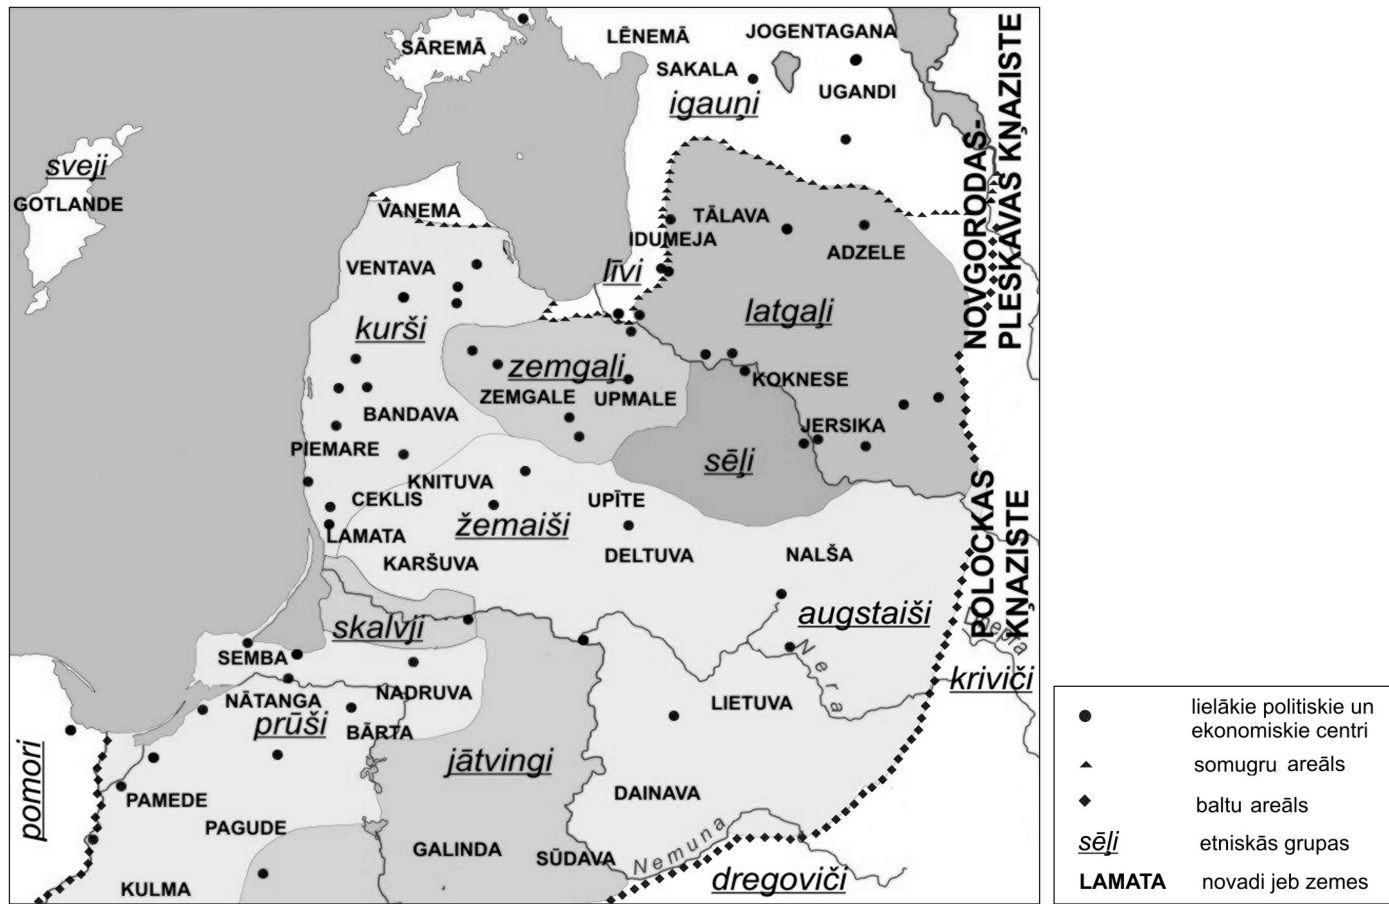 SĀREMĀ
LĒNEMĀ
JOGENTAGANA
SAKALA
igauņi
UGANDI
NOVGORODAS-
PLESKAVAS KŅAZISTE
sveji
GOTLANDE
VANEMA
TĀLAVA
IDUMEJA
ADZELE
VENTAVA
līvi
kurši
latgaļi
zemgaļi
KOKNESE
ZEMGALE
UPMALE
BANDAVA
JERSIKA
PIEMARE
sēļi
POLOCKAS
KŅAZISTE
KNITUVA
CEKLIS
UPĪTE
žemaiši
LAMATA
KARŠUVA
DELTUVA
NALŠA
augstaiši
skalvji
Dņepra
SEMBA
Nera
kriviči
NĀTANGA
NADRUVA
LIETUVA
prūši
BĀRTA
pomori
jātvingi
PAMEDE
DAINAVA
PAGUDE
GALINDA
SŪDAVA
Nemuna
KULMA
dregoviči
lielākie politiskie un
ekonomiskie centri
somugru areāls
baltu areāls
sēļi etniskās grupas
LAMATA novadi jeb zemes